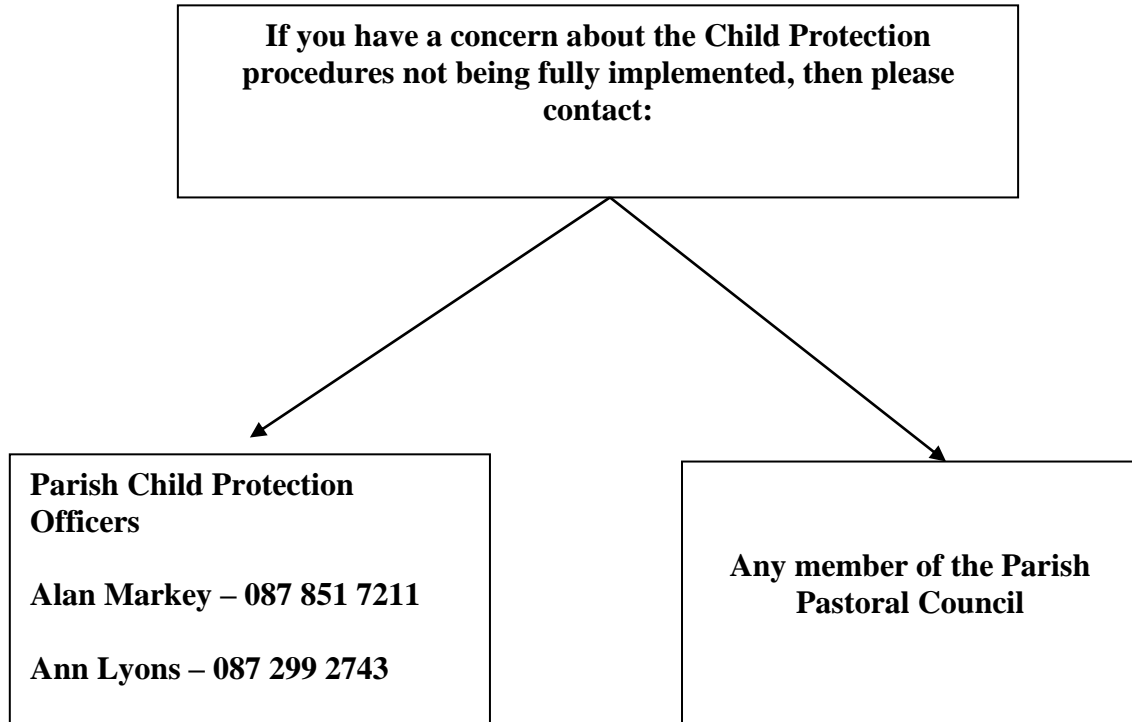 If you have a concern about the Child Protection
procedures not being fully implemented, then please
contact:
Parish Child Protection
Officers
Alan Markey – 087 851 7211
Ann Lyons – 087 299 2743
Any member of the Parish
Pastoral Council